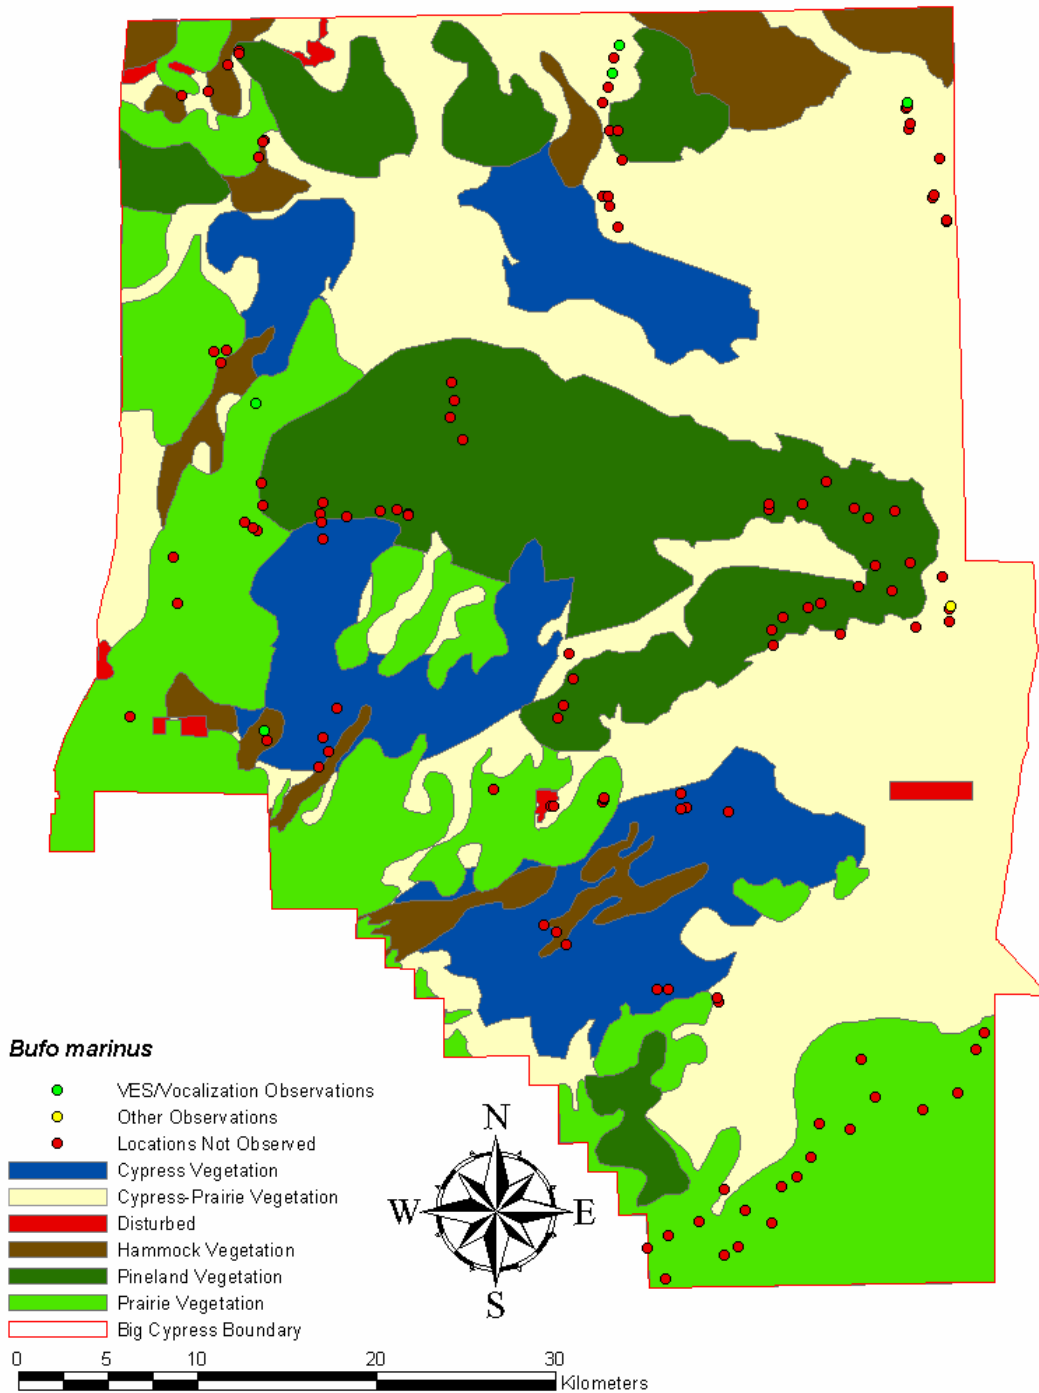 N
W E
S
Bufo marinus
VES/Vocalization Observations
Other Observations
Locations Not Observed
Cypress Vegetation
Cypress-Prairie Vegetation
Disturbed
Hammock Vegetation
Pineland Vegetation
Prairie Vegetation
Big Cypress Boundary
0 5 10 20 30
Kilometers